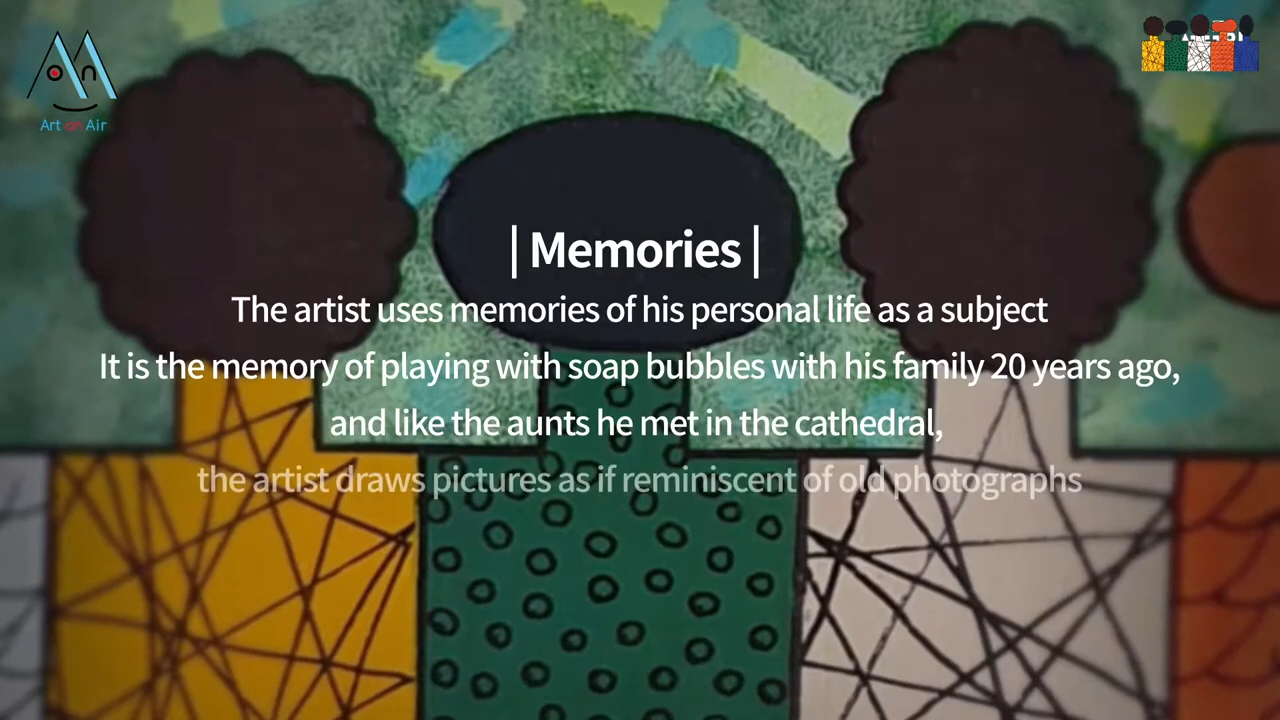 on
Art on Air
| Memories |
The artist uses memories of his personal life as a subject
It is the memory of playing with soap bubbles with his family 20 years ago,
and like the aunts he met in the cathedral,
the artist draws pictures as if reminiscent of old photographs